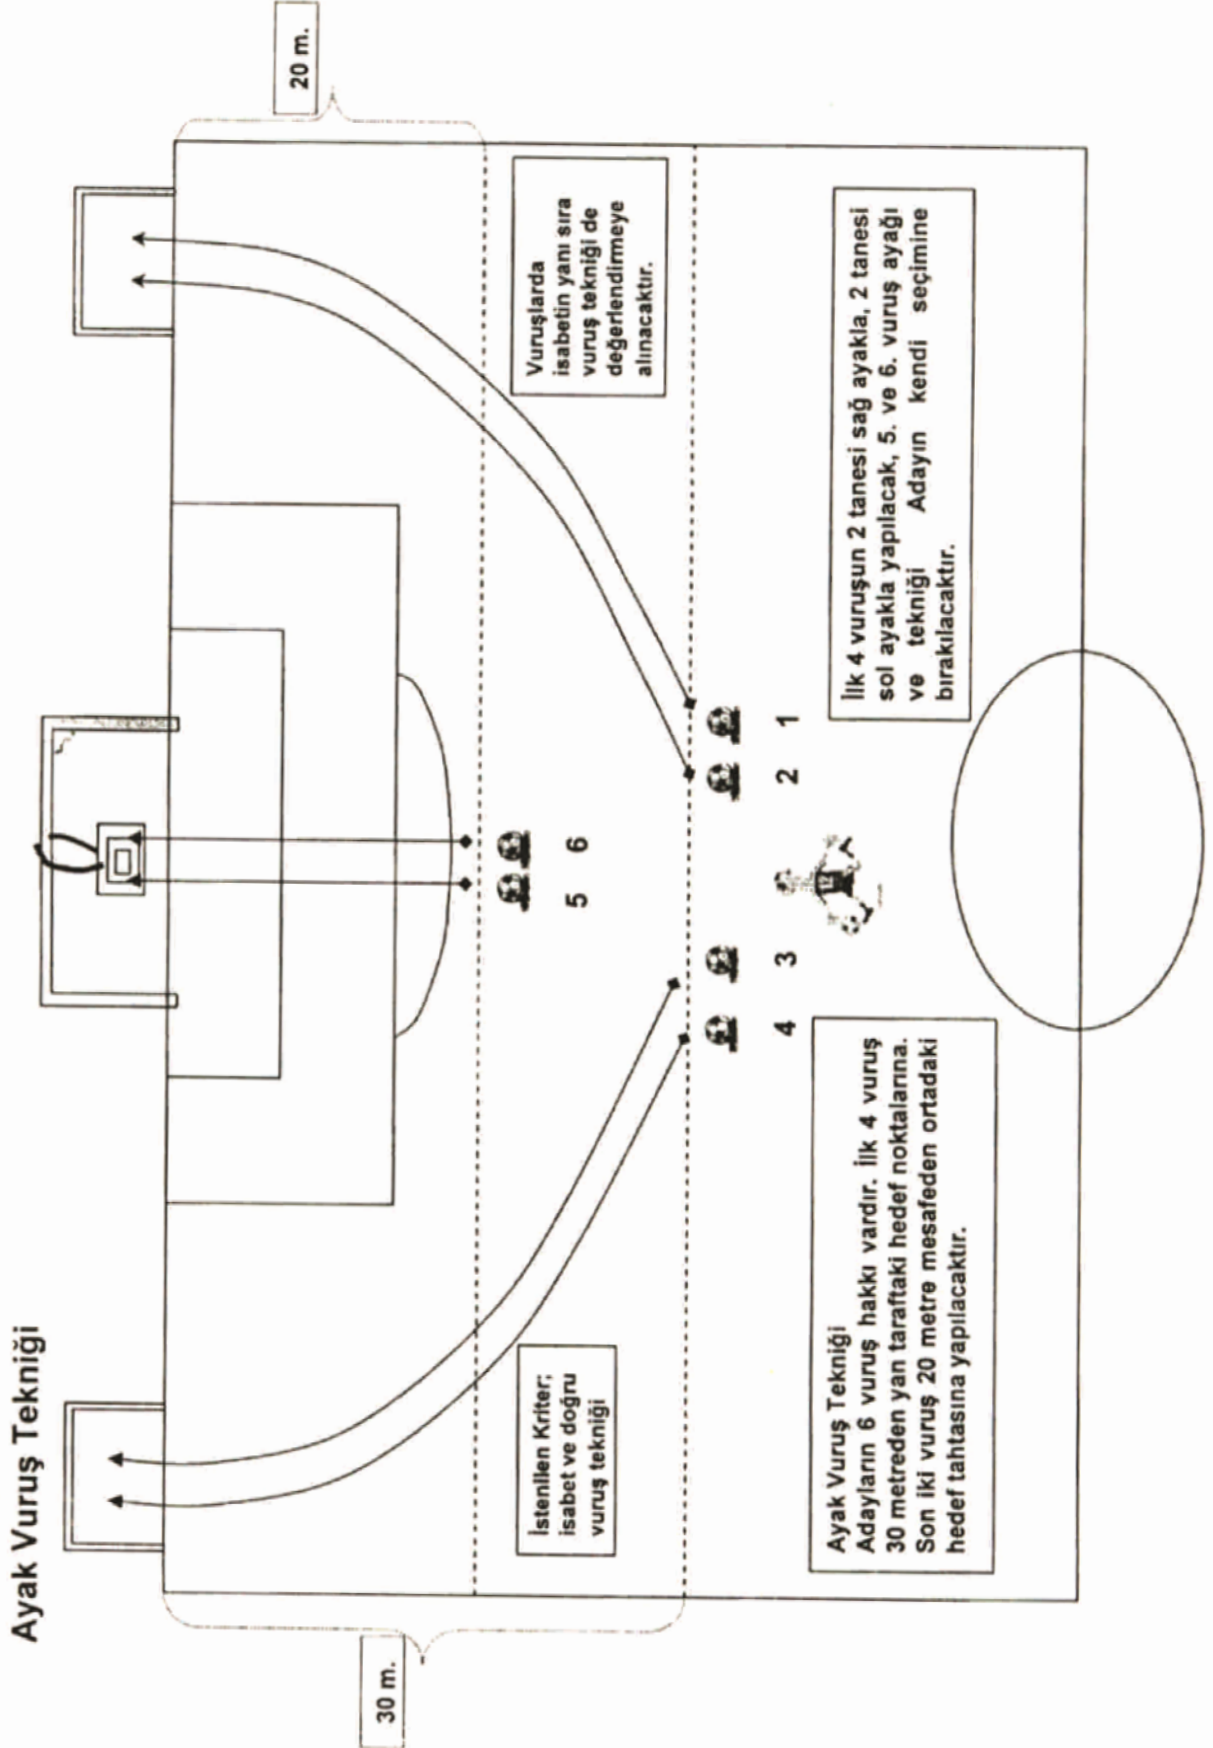 Ayak Vuruş Tekniği
30 m.
20 m.
İstenilen Kriter;
isabet ve doğru
vuruş tekniği
Vuruşlarda
isabetin yanı sıra
vuruş tekniği de
değerlendirmeye
alınacaktır.
5 6
4 3 2 1
12
Ayak Vuruş Tekniği
Adayların 6 vuruş hakkı vardır. İlk 4 vuruş
30 metreden yan taraftaki hedef noktalarına.
Son iki vuruş 20 metre mesafeden ortadaki
hedef tahtasına yapılacaktır.
İlk 4 vuruşun 2 tanesi sağ ayakla, 2 tanesi
sol ayakla yapılacak, 5. ve 6. vuruş ayağı
ve tekniği Adayın kendi seçimine
bırakılacaktır.